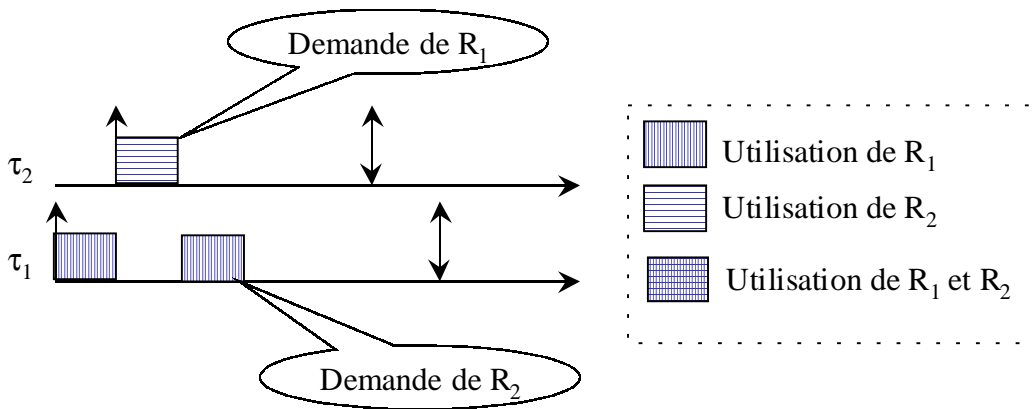 Demande de R₁
τ₂
τ₁
Demande de R₂
Utilisation de R₁
Utilisation de R₂
Utilisation de R₁ et R₂